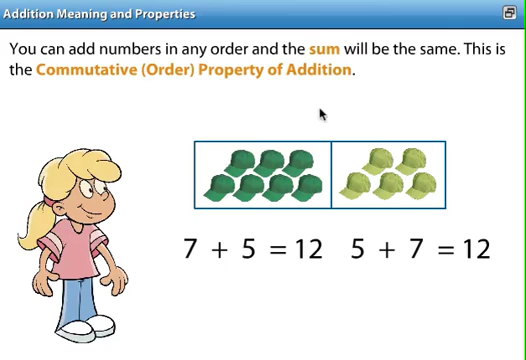 Addition Meaning and Properties
You can add numbers in any order and the sum will be the same. This is
the Commutative (Order) Property of Addition.
7 + 5 = 12 5 + 7 = 12